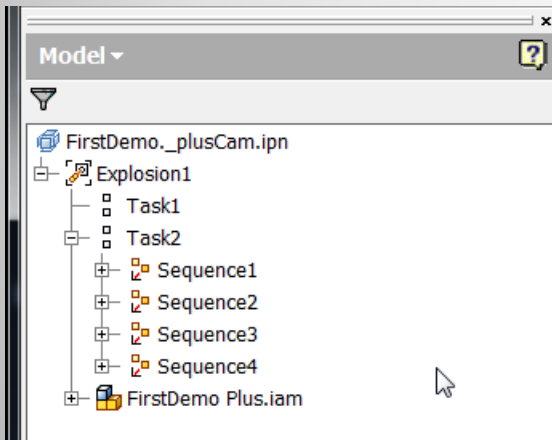 Model
FirstDemo._plusCam.ipn
Explosion1
Task1
Task2
Sequence1
Sequence2
Sequence3
Sequence4
FirstDemo Plus.iam